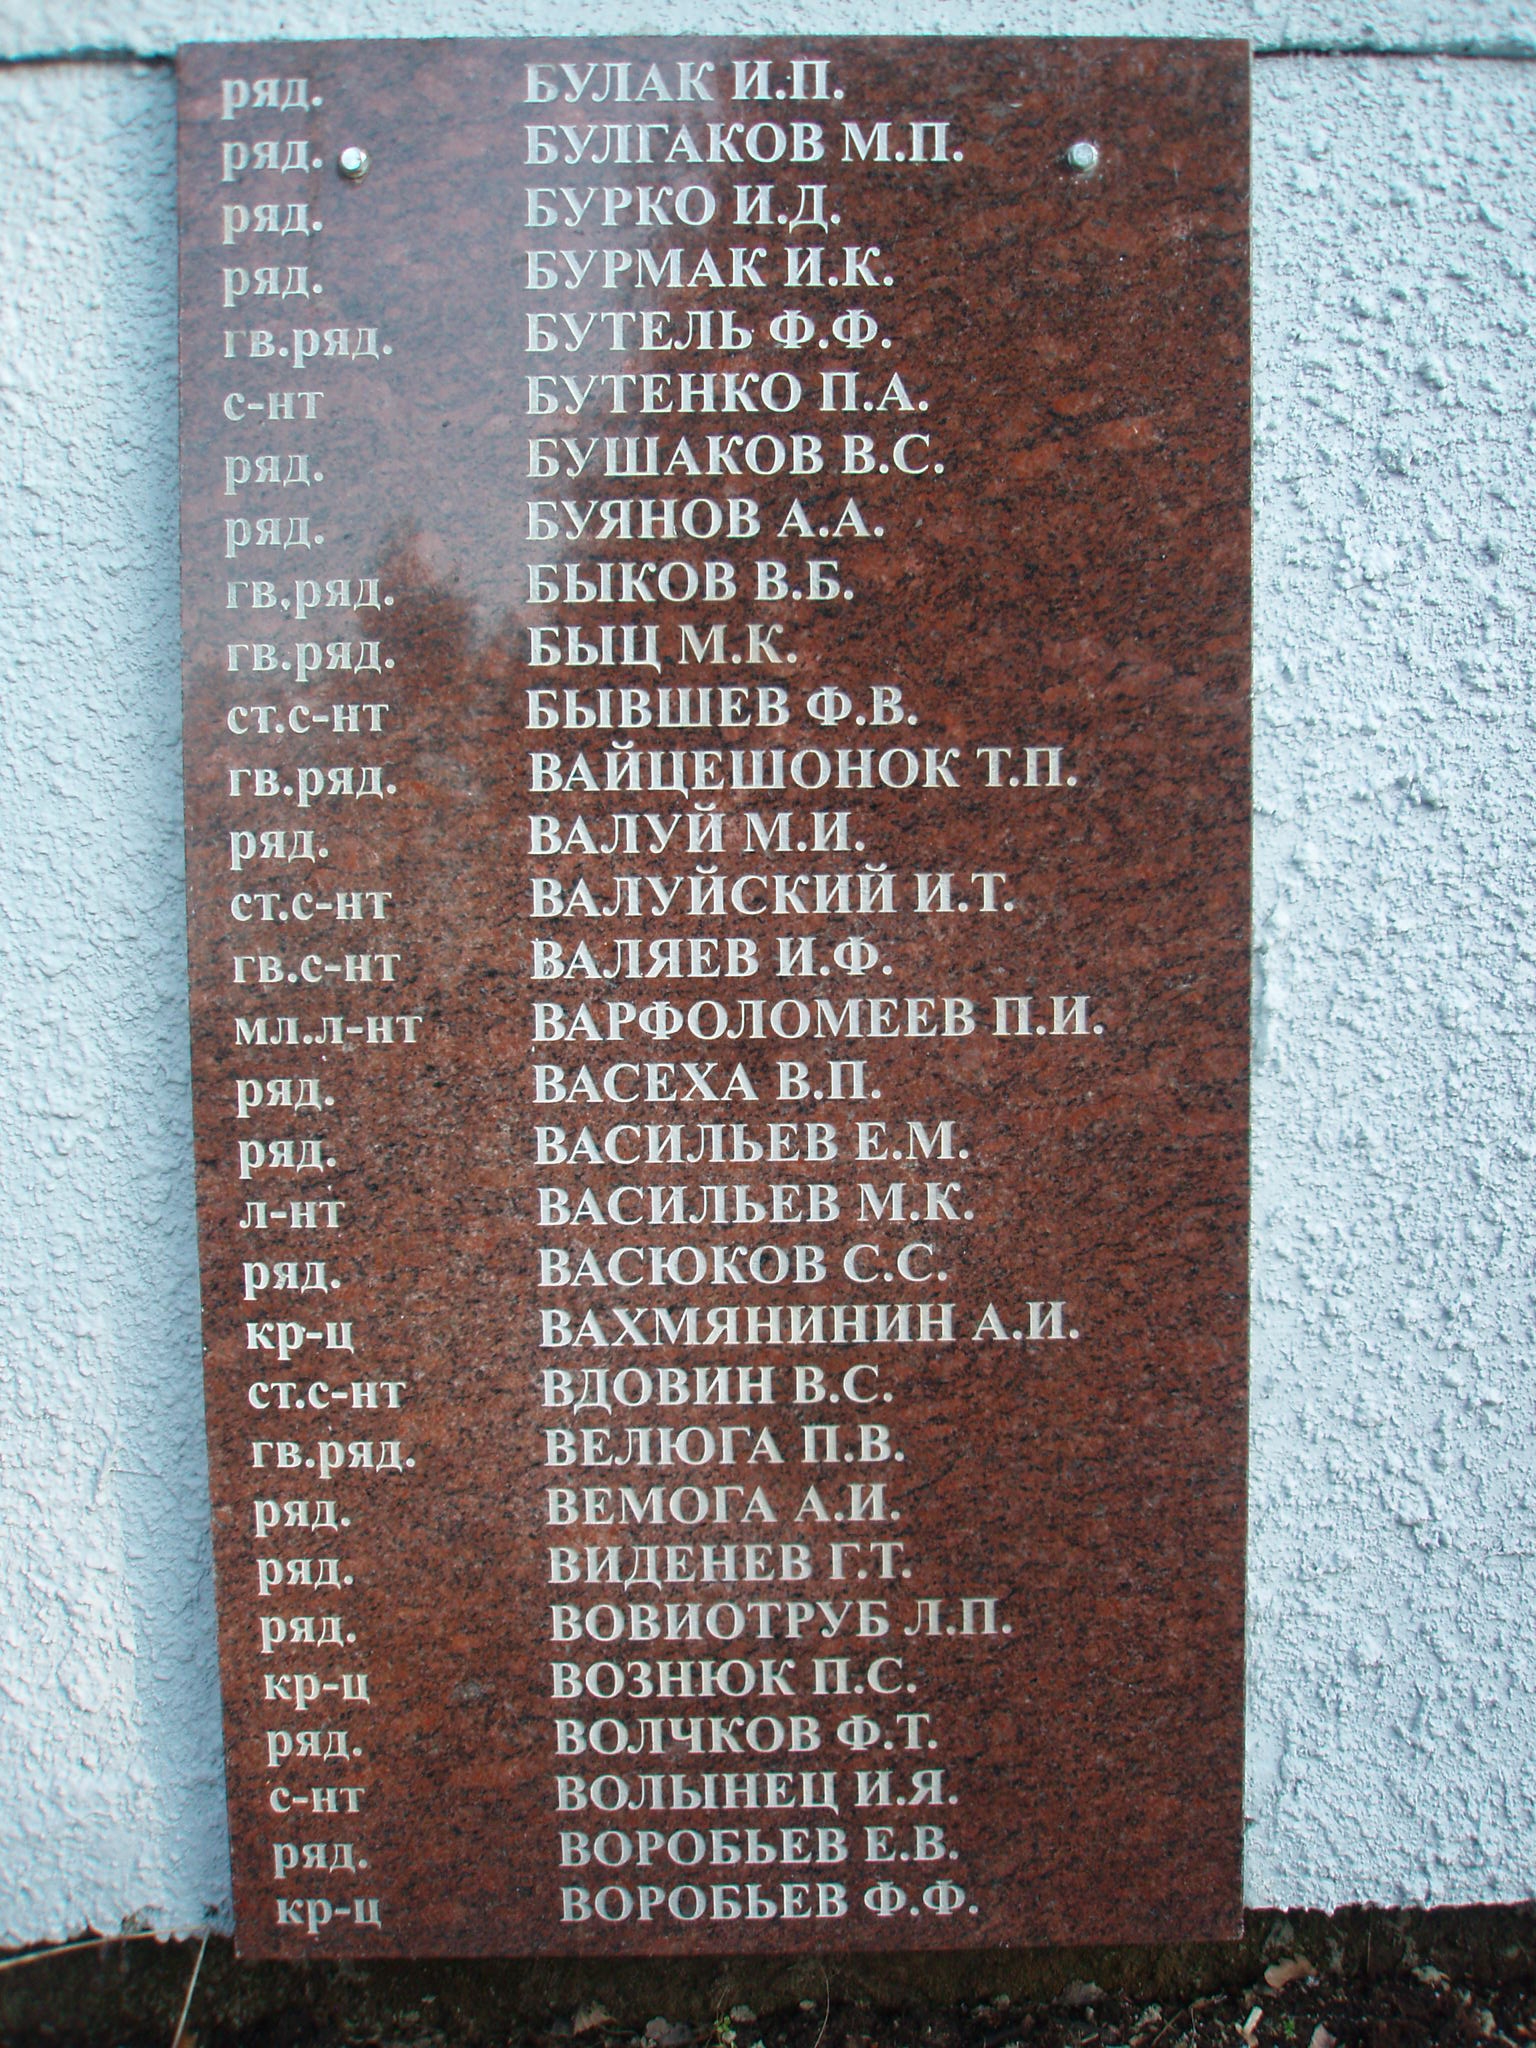 ряд. БУЛАК И.П.
ряд. БУЛГАКОВ М.П.
ряд. БУРКО И.Д.
ряд. БУРМАК И.К.
гв.ряд. БУТЕЛЬ Ф.Ф.
с-нт БУТЕНКО П.А.
ряд. БУШАКОВ В.С.
ряд. БУЯНОВ А.А.
гв.ряд. БЫКОВ В.Б.
гв.ряд. БЫЦ М.К.
ст.с-нт БЫВШЕВ Ф.В.
гв.ряд. ВАЙЦЕШОНОК Т.П.
ряд. ВАЛУЙ М.И.
ст.с-нт ВАЛУЙСКИЙ И.Т.
гв.с-нт ВАЛЯЕВ И.Ф.
мл.л-нт ВАРФОЛОМЕЕВ П.И.
ряд. ВАСЕХА В.П.
ряд. ВАСИЛЬЕВ Е.М.
л-нт ВАСИЛЬЕВ М.К.
ряд. ВАСЮКОВ С.С.
кр-ц ВАХМЯНИНИН А.И.
ст.с-нт ВДОВИН В.С.
гв.ряд. ВЕЛЮГА П.В.
ряд. ВЕМОГА А.И.
ряд. ВИДЕНЕВ Г.Т.
ряд. ВОВИОТРУБ Л.П.
кр-ц ВОЗНЮК П.С.
ряд. ВОЛЧКОВ Ф.Т.
с-нт ВОЛЫНЕЦ И.Я.
ряд. ВОРОБЬЕВ Е.В.
кр-ц ВОРОБЬЕВ Ф.Ф.